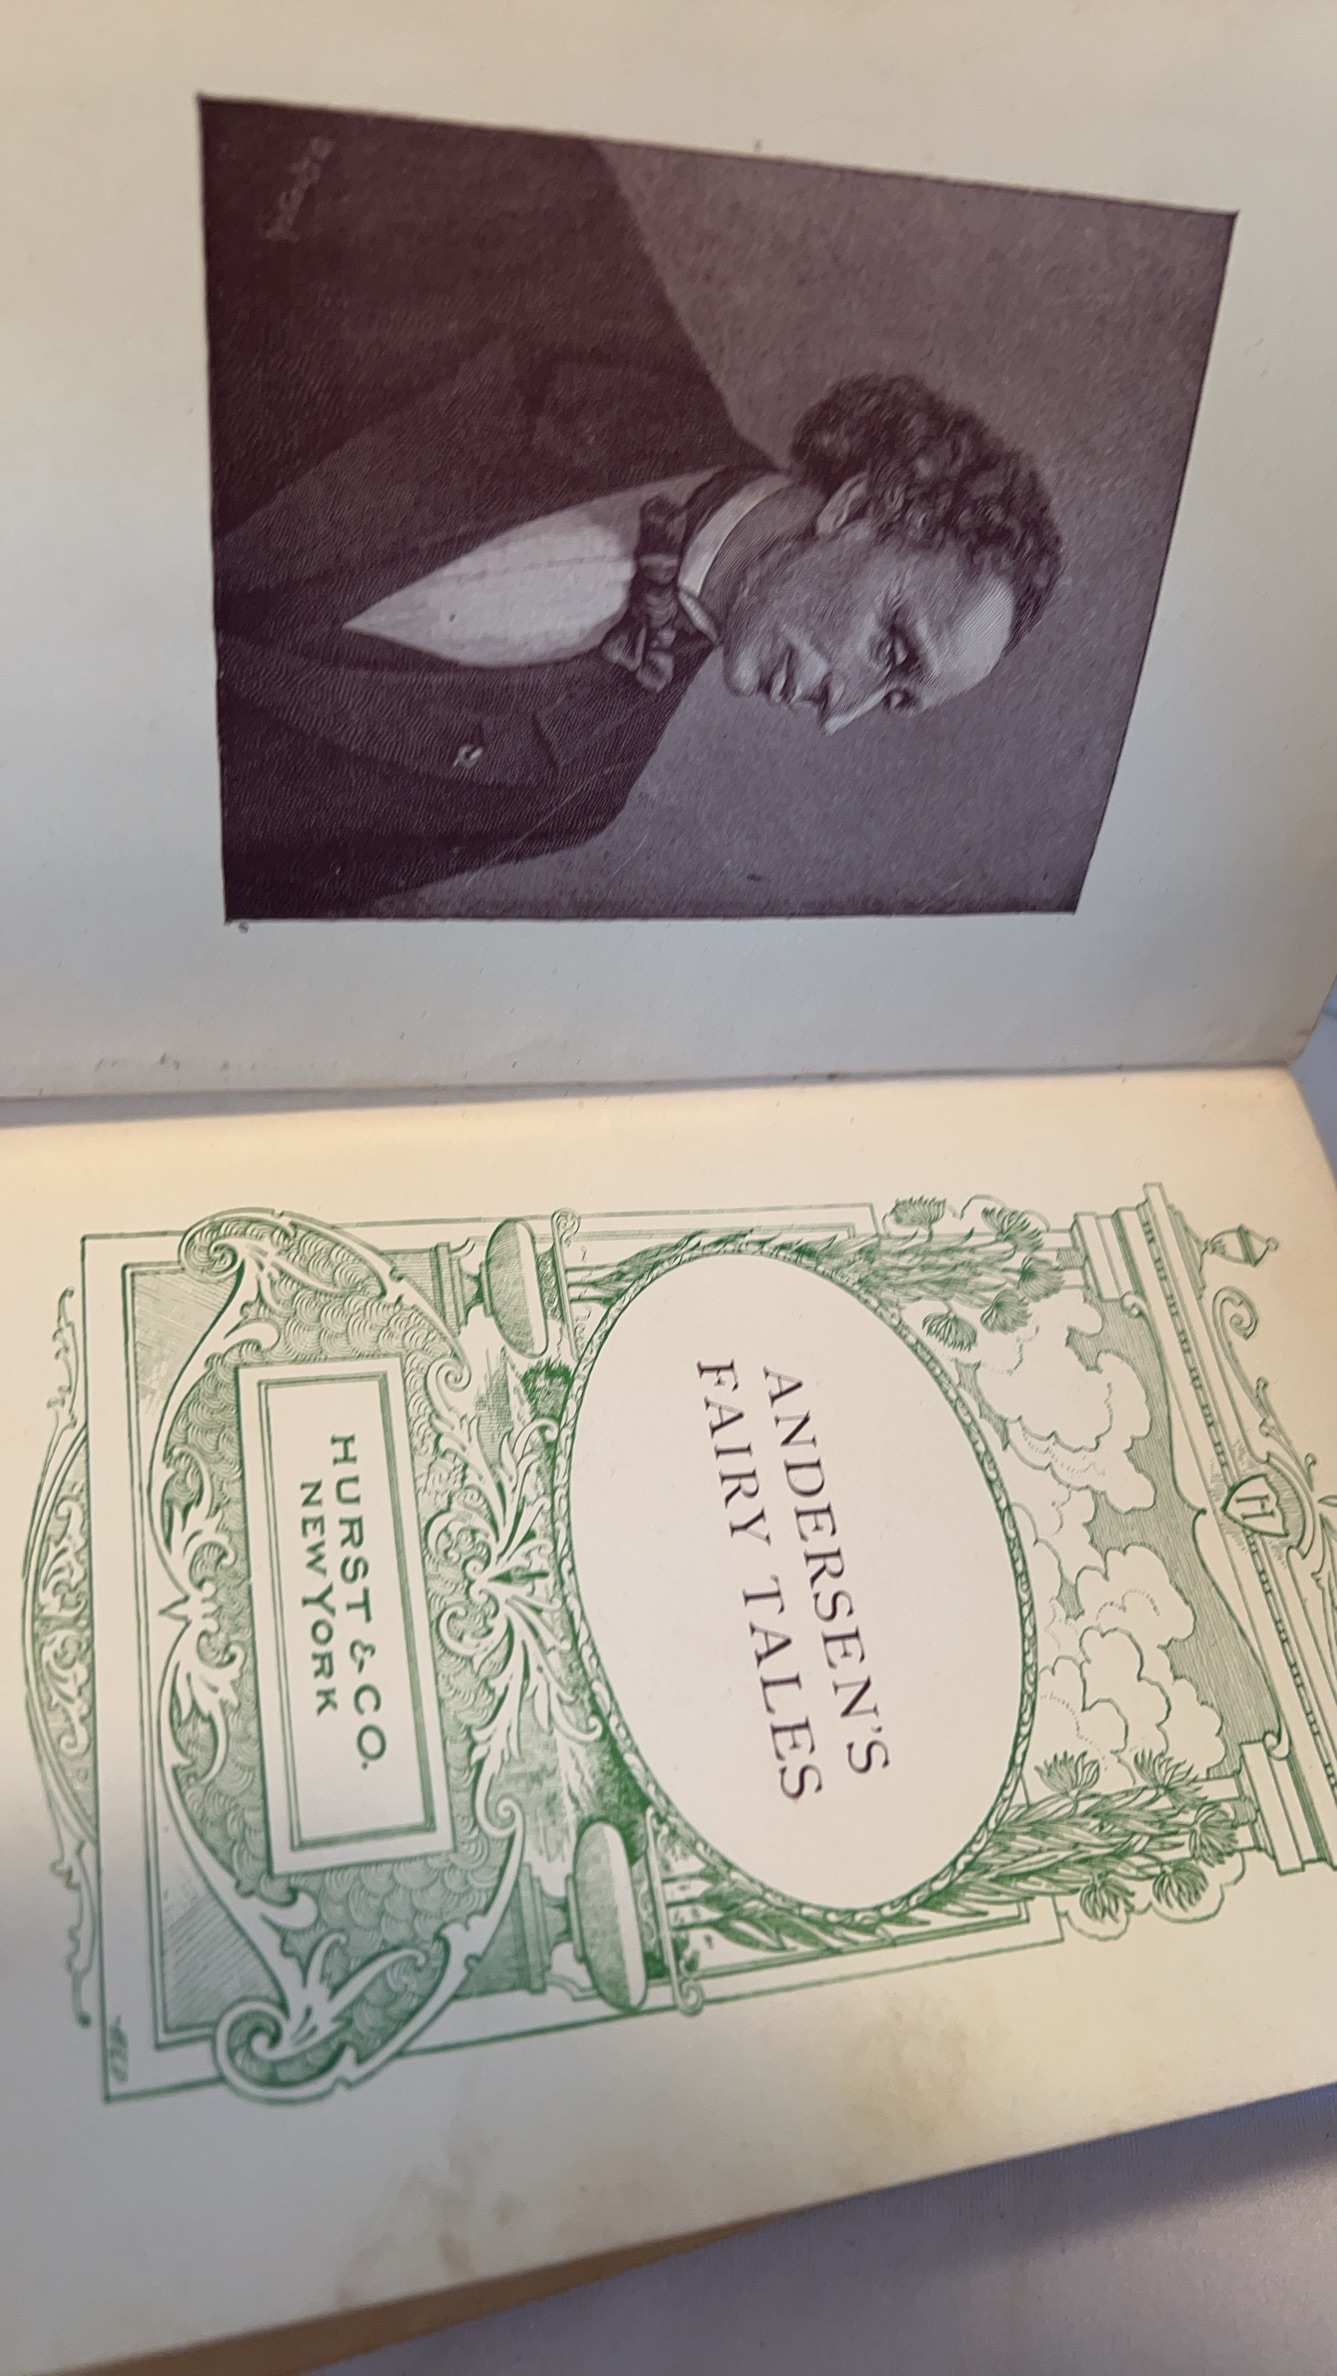 H
ANDERSEN'S
FAIRY TALES
HURST & CO.
NEW YORK